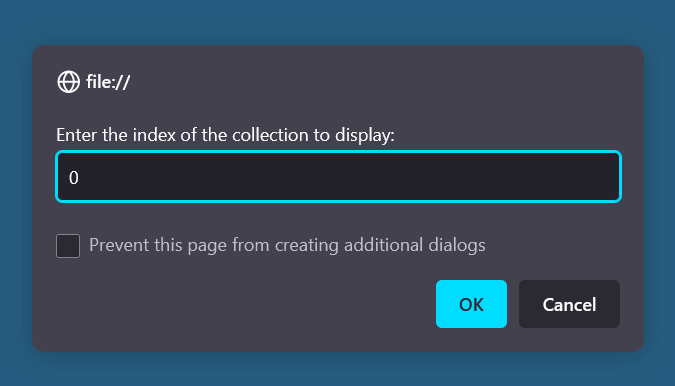 file://
Enter the index of the collection to display:
0
Prevent this page from creating additional dialogs
OK
Cancel